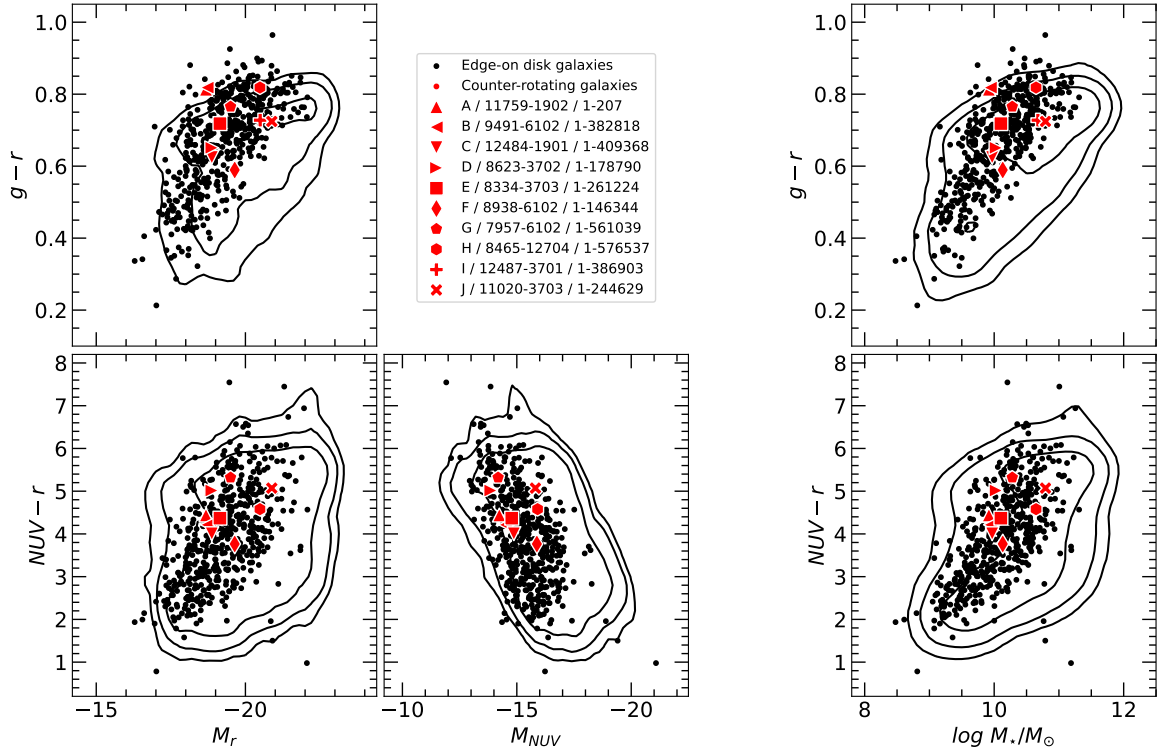 1.0
0.8
0.6
0.4
0.2
g − r
Edge-on disk galaxies
Counter-rotating galaxies
A / 11759-1902 / 1-207
B / 9491-6102 / 1-382818
C / 12484-1901 / 1-409368
D / 8623-3702 / 1-178790
E / 8334-3703 / 1-261224
F / 8938-6102 / 1-146344
G / 7957-6102 / 1-561039
H / 8465-12704 / 1-576537
I / 12487-3701 / 1-386903
J / 11020-3703 / 1-244629
1.0
0.8
0.6
0.4
0.2
g − r
8
7
6
5
4
3
2
1
NUV − r
−15 −20
M_r
−10 −15 −20
M_NUV
8
7
6
5
4
3
2
1
NUV − r
8 10 12
log M⋆/M⊙